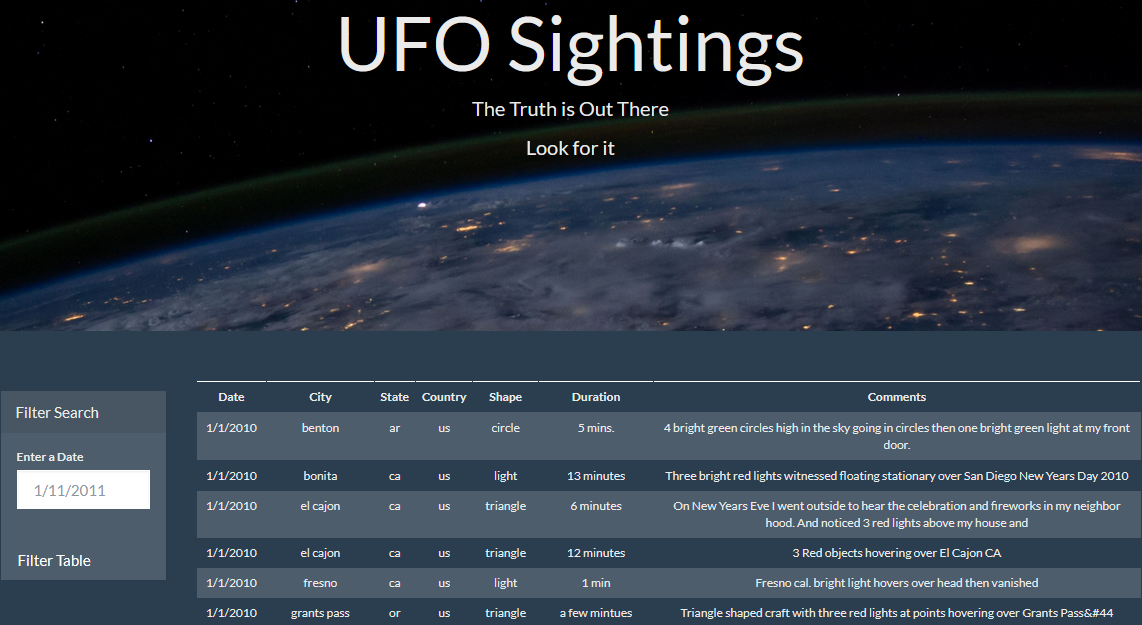 UFO Sightings
The Truth is Out There
Look for it
Filter Search
Enter a Date
1/11/2011
Filter Table
Date City State Country Shape Duration Comments
1/1/2010 benton ar us circle 5 mins. 4 bright green circles high in the sky going in circles then one bright green light at my front
door.
1/1/2010 bonita ca us light 13 minutes Three bright red lights witnessed floating stationary over San Diego New Years Day 2010
1/1/2010 el cajon ca us triangle 6 minutes On New Years Eve I went outside to hear the celebration and fireworks in my neighbor
hood. And noticed 3 red lights above my house and
1/1/2010 el cajon ca us triangle 12 minutes 3 Red objects hovering over El Cajon CA
1/1/2010 fresno ca us light 1 min Fresno cal. bright light hovers over head then vanished
1/1/2010 grants pass or us triangle a few mintues Triangle shaped craft with three red lights at points hovering over Grants Pass&#44